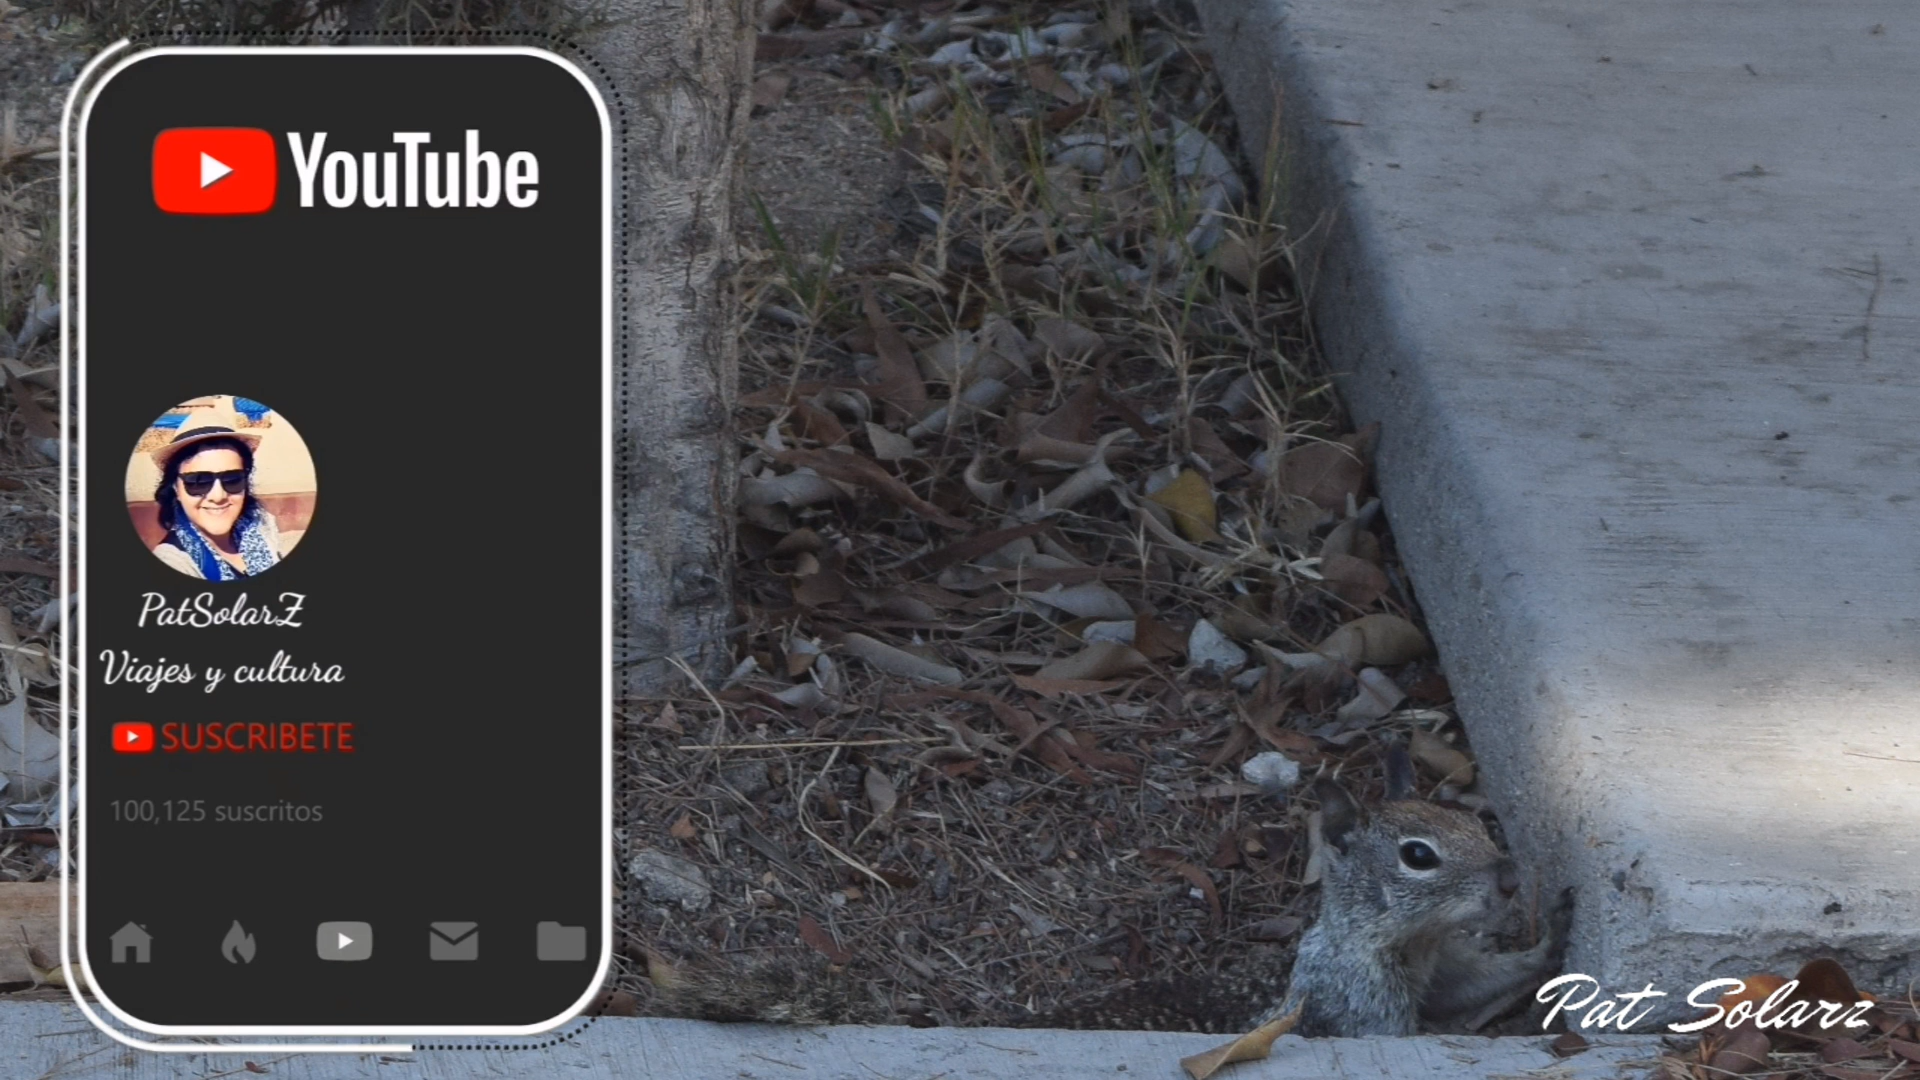 YouTube
PatSolarZ
Viajes y cultura
SUSCRIBETE
100,125 suscritos
Pat Solarz